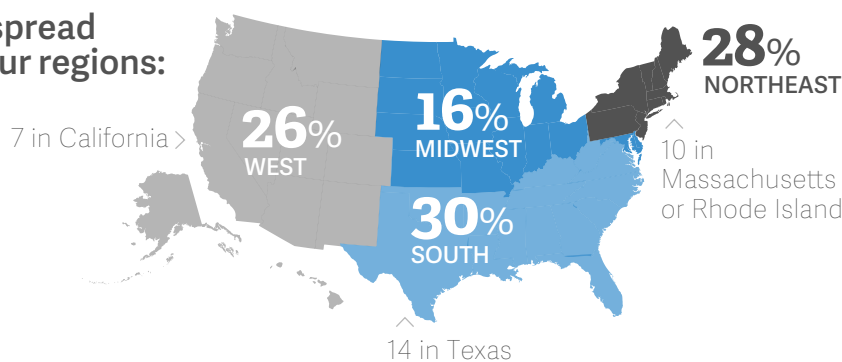 spread
ur regions:
28%
NORTHEAST
7 in California >
26%
WEST
16%
MIDWEST
10 in
Massachusetts
or Rhode Island
30%
SOUTH
14 in Texas